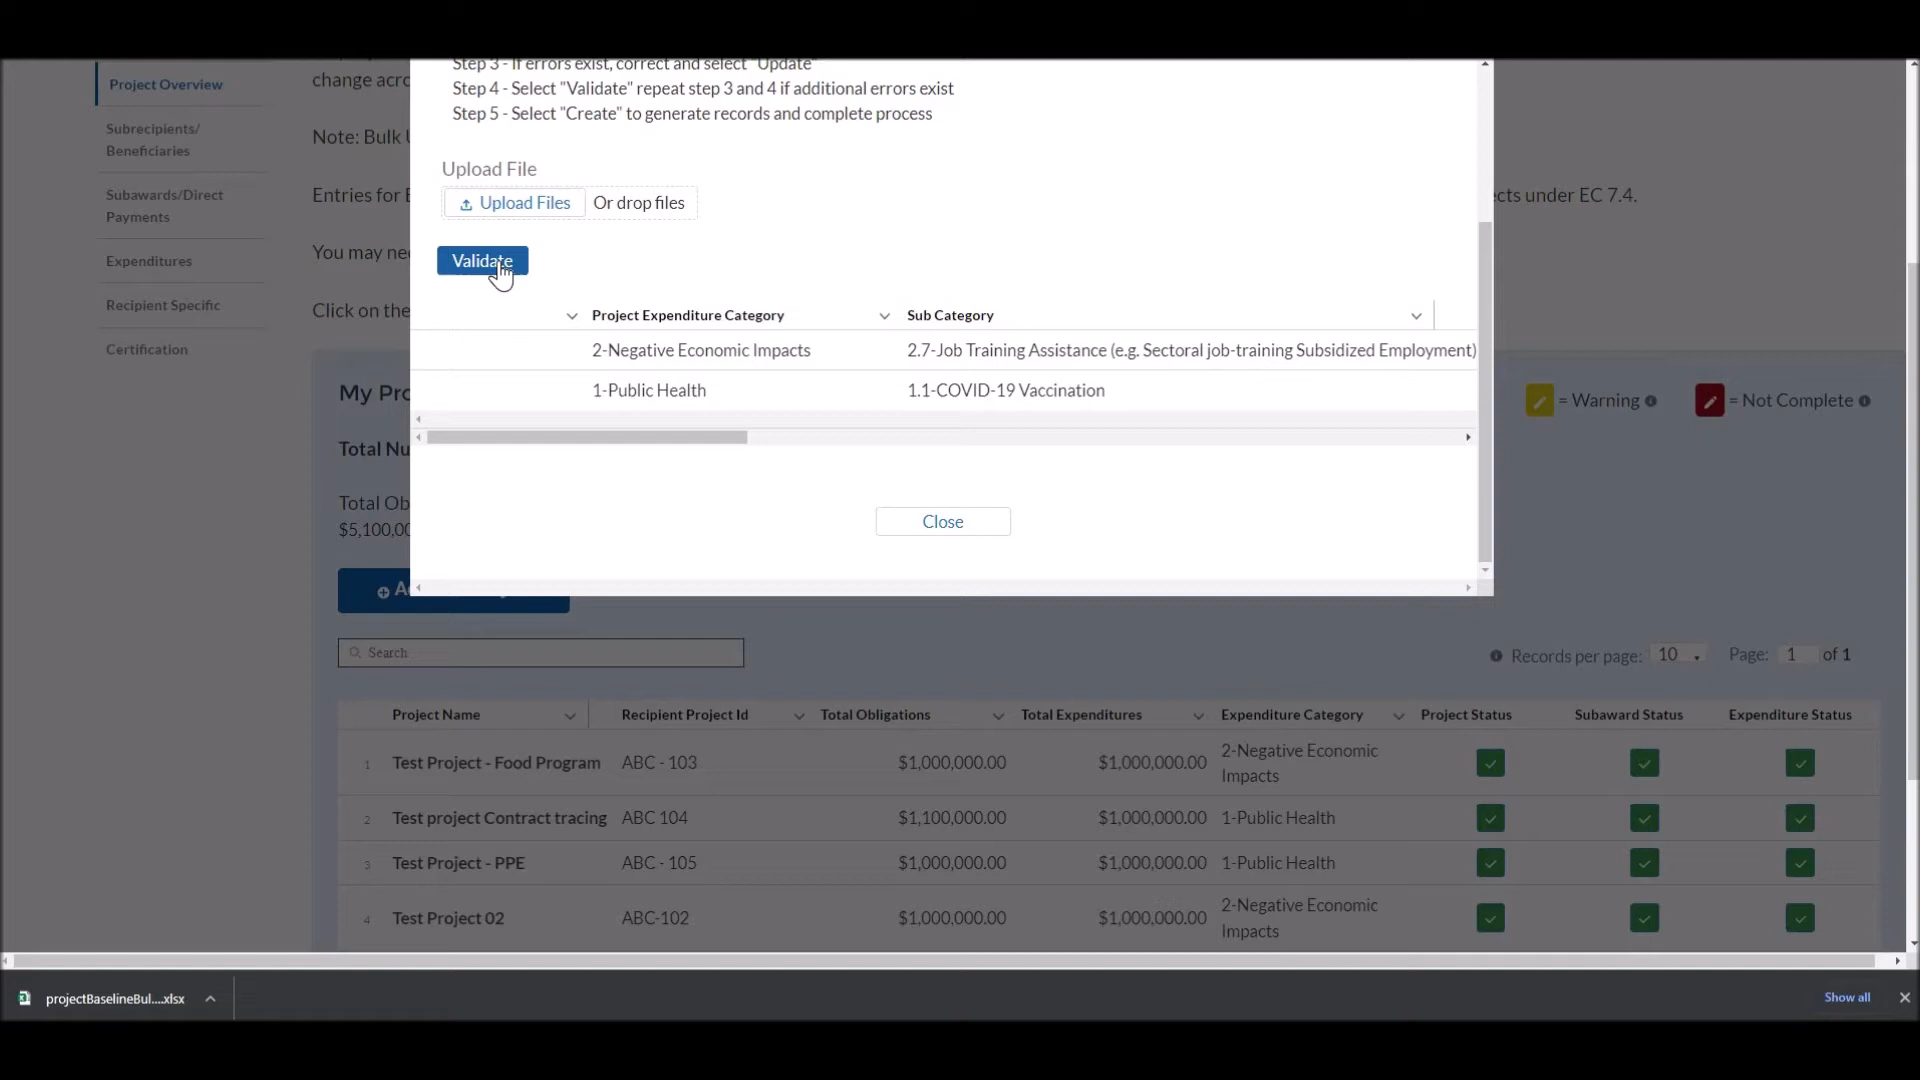 Project Overview
Subrecipients/
Beneficiaries
Subawards/Direct
Payments
Expenditures
Recipient Specific
Certification
change acro
Note: Bulk U
Entries for E
cts under EC 7.4.
You may nee
Click on the
Step 3 - If errors exist, correct and select "Update"
Step 4 - Select "Validate" repeat step 3 and 4 if additional errors exist
Step 5 - Select "Create" to generate records and complete process
Upload File
Upload Files Or drop files
Validate
Project Expenditure Category Sub Category
2-Negative Economic Impacts 2.7-Job Training Assistance (e.g. Sectoral job-training Subsidized Employment)
1-Public Health 1.1-COVID-19 Vaccination
Close
My Pro
= Warning = Not Complete
Total Nu
Total Ob
$5,100,00
Search
Records per page: 10 Page: 1 of 1
Project Name Recipient Project Id Total Obligations Total Expenditures Expenditure Category Project Status Subaward Status Expenditure Status
1 Test Project - Food Program ABC - 103 $1,000,000.00 $1,000,000.00 2-Negative Economic
Impacts
2 Test project Contract tracing ABC 104 $1,100,000.00 $1,000,000.00 1-Public Health
3 Test Project - PPE ABC - 105 $1,000,000.00 $1,000,000.00 1-Public Health
4 Test Project 02 ABC-102 $1,000,000.00 $1,000,000.00 2-Negative Economic
Impacts
projectBaselineBul....xlsx
Show all